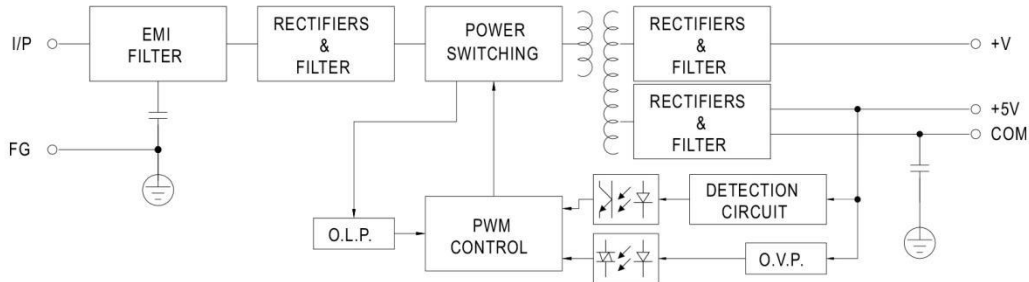 I/P
EMI
FILTER
RECTIFIERS
&
FILTER
POWER
SWITCHING
RECTIFIERS
&
FILTER
+V
RECTIFIERS
&
FILTER
+5V
COM
FG
O.L.P.
PWM
CONTROL
DETECTION
CIRCUIT
O.V.P.